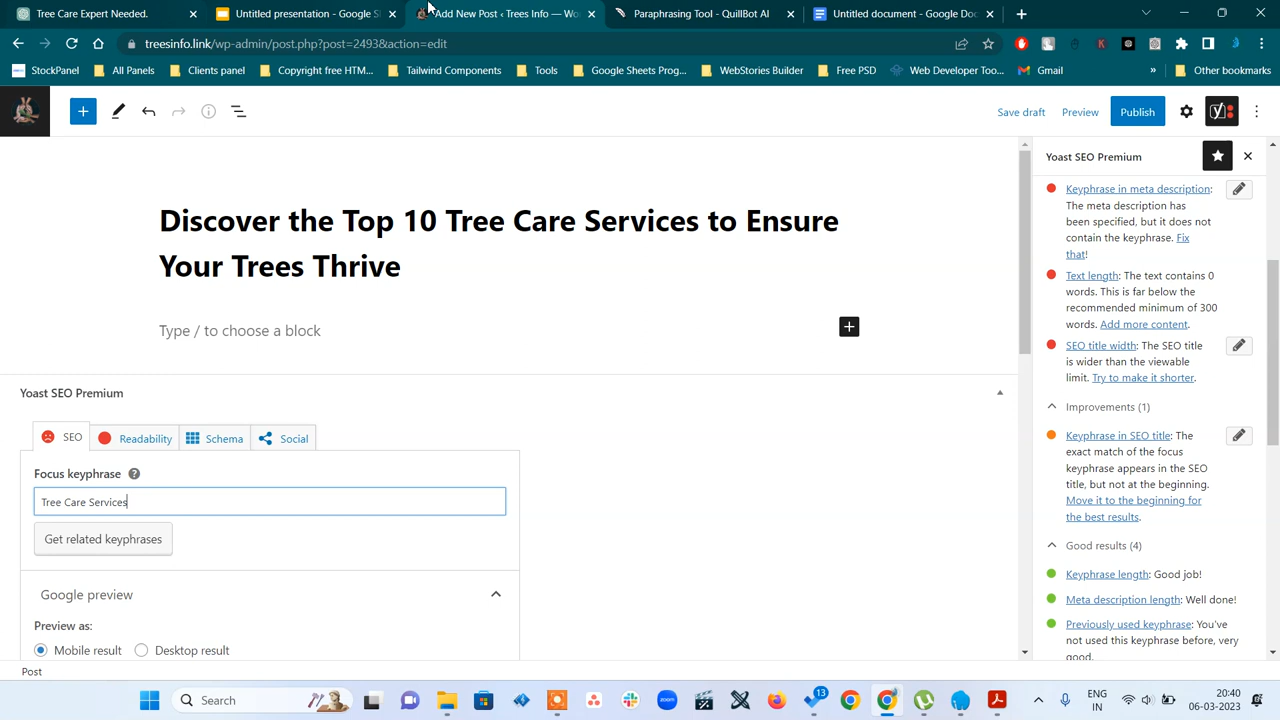 Tree Care Expert Needed.
Untitled presentation - Google Sl
Add New Post ‹ Trees Info — Wo
Paraphrasing Tool - QuillBot AI
Untitled document - Google Doc
treesinfo.link/wp-admin/post.php?post=2493&action=edit
StockPanel
All Panels
Clients panel
Copyright free HTM...
Tailwind Components
Tools
Google Sheets Prog...
WebStories Builder
Free PSD
Web Developer Too...
Gmail
»
Other bookmarks
Save draft
Preview
Publish
Discover the Top 10 Tree Care Services to Ensure
Your Trees Thrive
Type / to choose a block
Yoast SEO Premium
SEO
Readability
Schema
Social
Focus keyphrase
Tree Care Services
Get related keyphrases
Google preview
Preview as:
Mobile result
Desktop result
Yoast SEO Premium
Keyphrase in meta description:
The meta description has
been specified, but it does not
contain the keyphrase. Fix
that!
Text length: The text contains 0
words. This is far below the
recommended minimum of 300
words. Add more content.
SEO title width: The SEO title
is wider than the viewable
limit. Try to make it shorter.
Improvements (1)
Keyphrase in SEO title: The
exact match of the focus
keyphrase appears in the SEO
title, but not at the beginning.
Move it to the beginning for
the best results.
Good results (4)
Keyphrase length: Good job!
Meta description length: Well done!
Previously used keyphrase: You've
not used this keyphrase before, very
good.
Post
Search
zoom
13
ENG
IN
20:40
06-03-2023